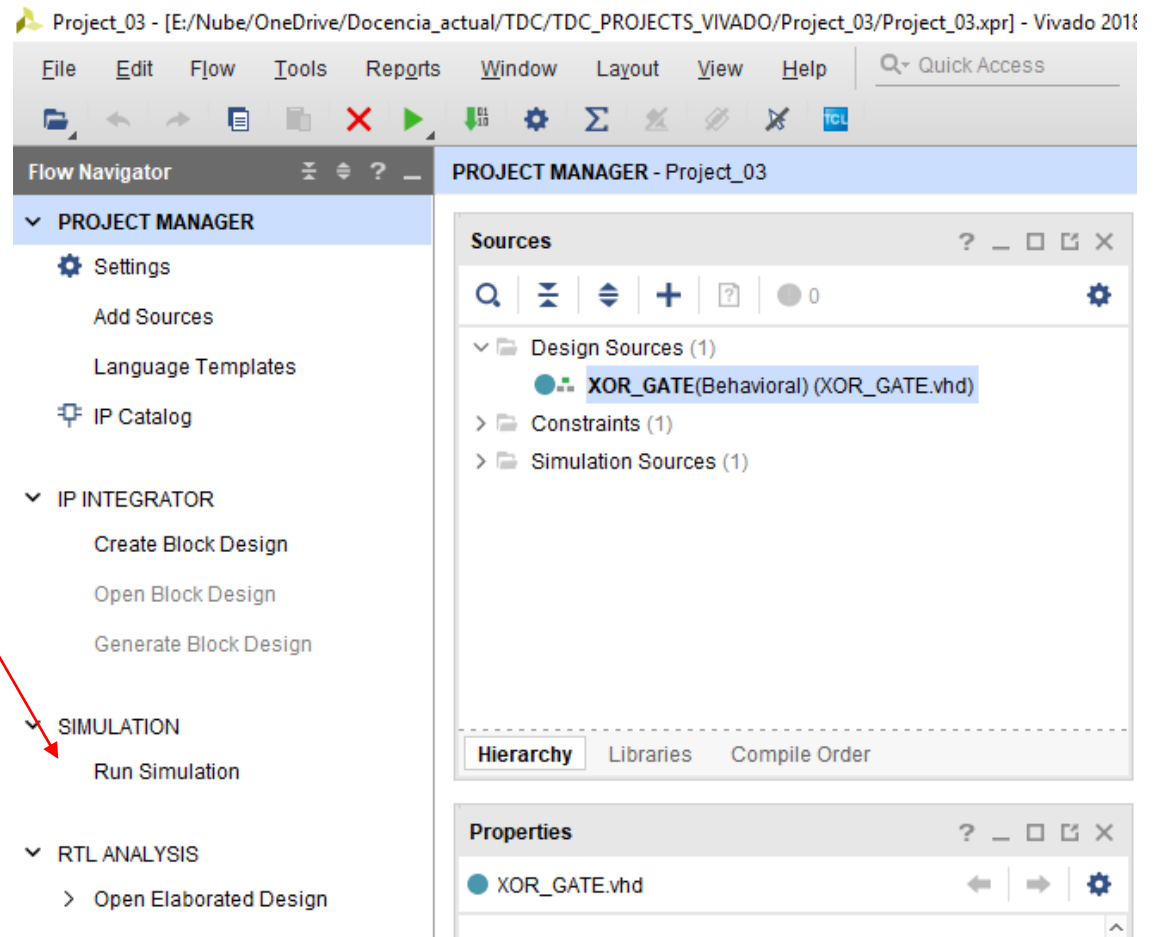 Project_03 - [E:/Nube/OneDrive/Docencia_actual/TDC/TDC_PROJECTS_VIVADO/Project_03/Project_03.xpr] - Vivado 2018
File Edit Flow Tools Reports Window Layout View Help Quick Access
TCL
Flow Navigator ?
PROJECT MANAGER - Project_03
PROJECT MANAGER
Settings
Add Sources
Language Templates
IP Catalog
IP INTEGRATOR
Create Block Design
Open Block Design
Generate Block Design
SIMULATION
Run Simulation
RTL ANALYSIS
Open Elaborated Design
Sources ?
? 0
Design Sources (1)
XOR_GATE(Behavioral) (XOR_GATE.vhd)
Constraints (1)
Simulation Sources (1)
Hierarchy Libraries Compile Order
Properties ?
XOR_GATE.vhd